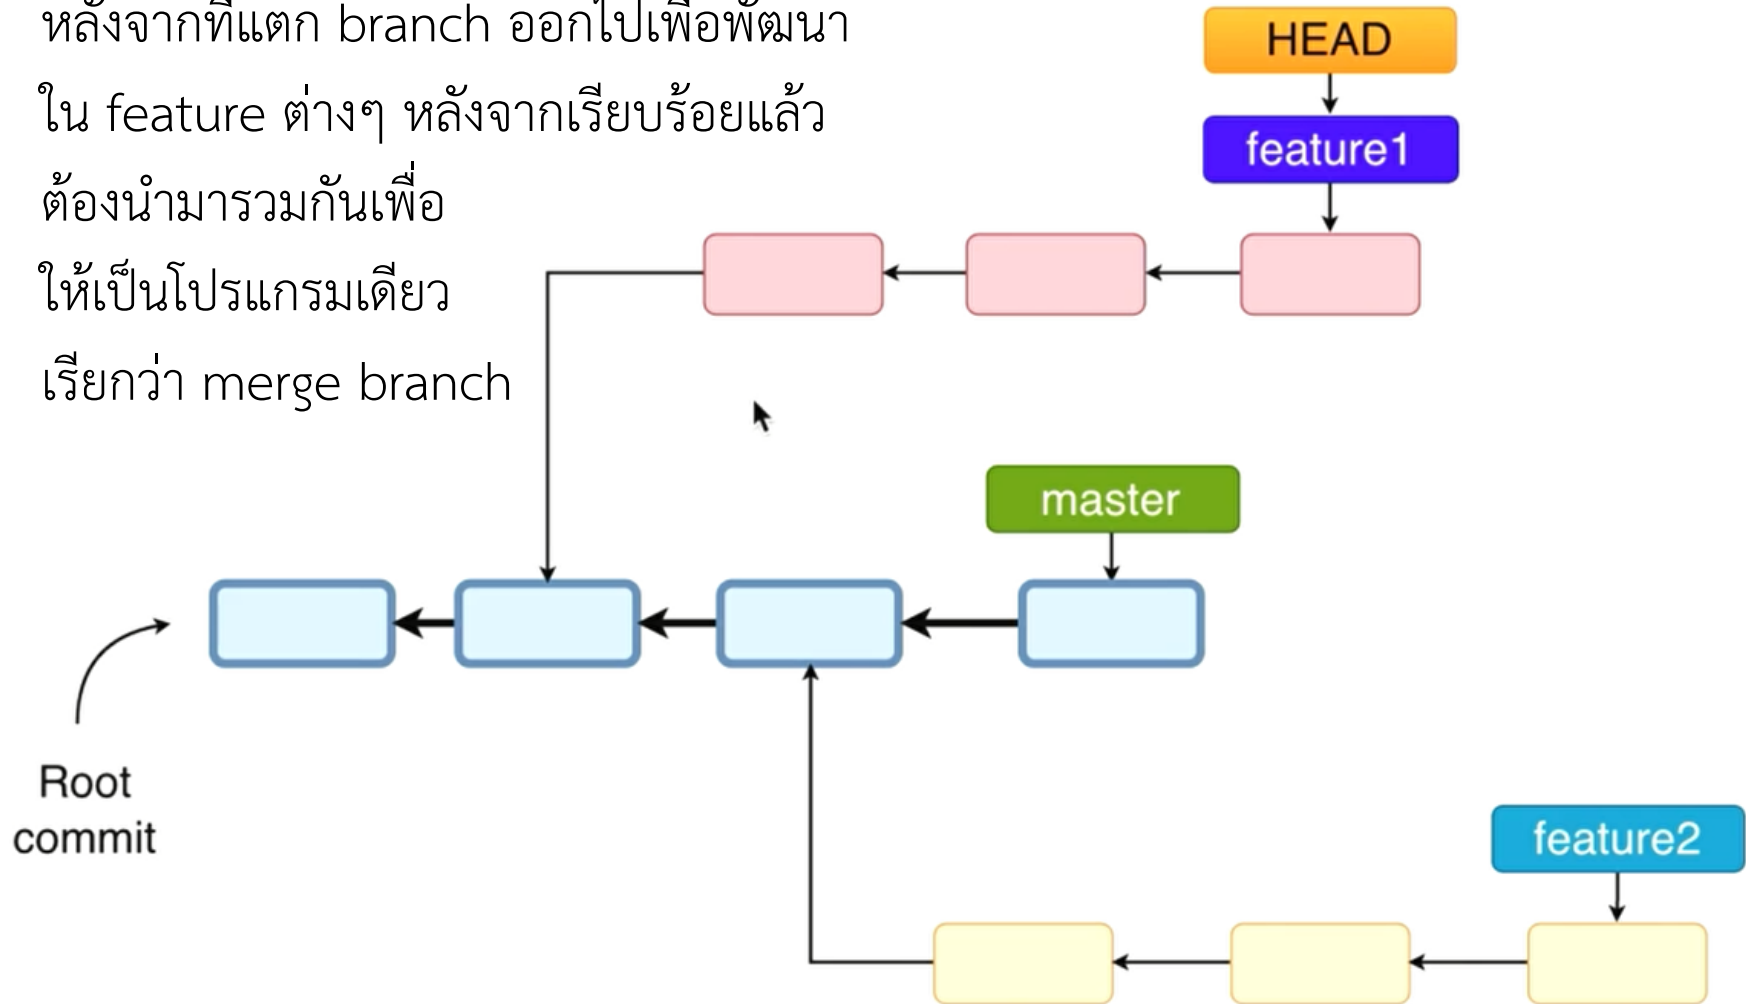 หลังจากที่แตก branch ออกไปเพื่อพัฒนา
ใน feature ต่างๆ หลังจากเรียบร้อยแล้ว
ต้องนำมารวมกันเพื่อ
ให้เป็นโปรแกรมเดียว
เรียกว่า merge branch
HEAD
feature1
master
Root
commit
feature2